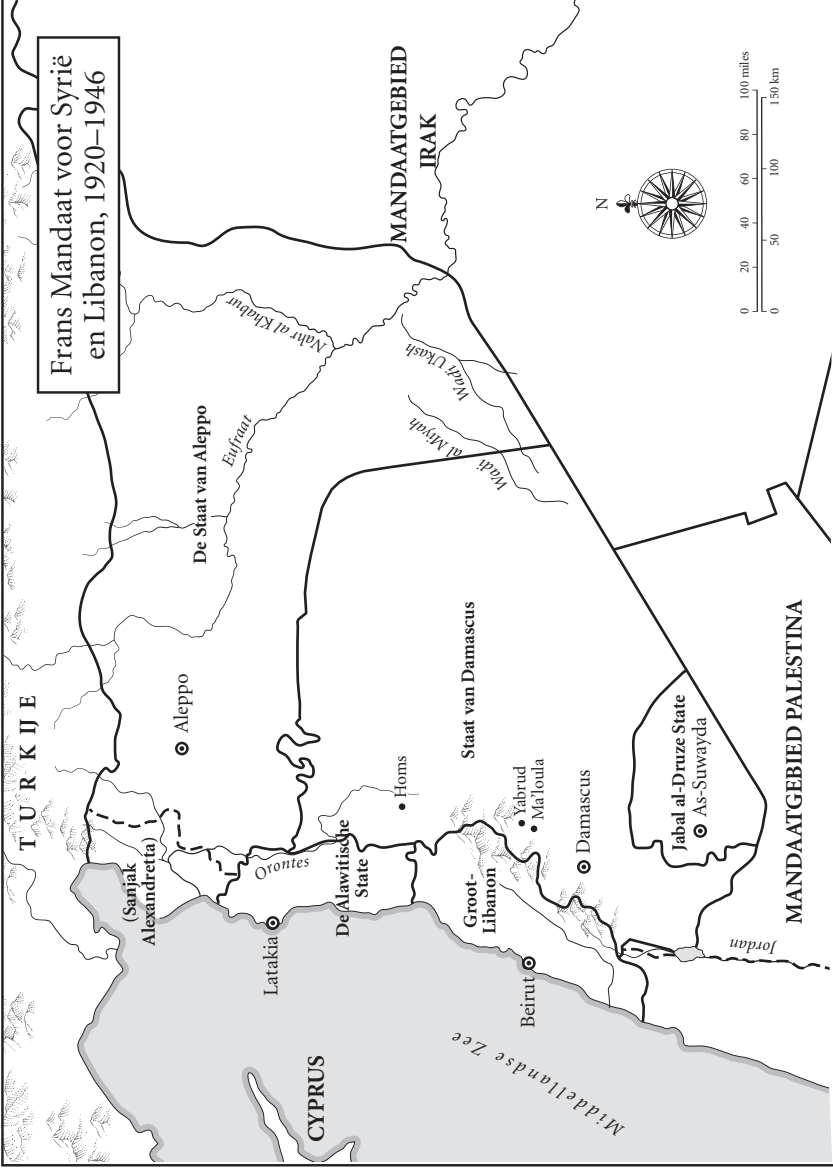 Frans Mandaat voor Syrië
en Libanon, 1920–1946
TURKIJE
MANDAATGEBIED
IRAK
Nahr al Khabur
De Staat van Aleppo
Eufraat
Wadi Ukash
Wadi
al Miyah
Aleppo
(Sanjak
Alexandretta)
Orontes
Latakia
De Alawitische
State
Homs
Staat van Damascus
Yabrud
Ma'loula
Groot-
Libanon
Beirut
Damascus
Jabal al-Druze State
As-Suwayda
MANDAATGEBIED PALESTINA
Jordan
CYPRUS
Middellandse Zee
N
0 20 40 60 80 100 miles
0 50 100 150 km